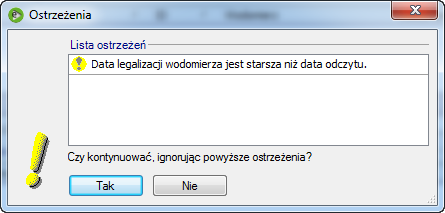 Ostrzeżenia
Lista ostrzeżeń
Data legalizacji wodomierza jest starsza niż data odczytu.
Czy kontynuować, ignorując powyższe ostrzeżenia?
Tak
Nie